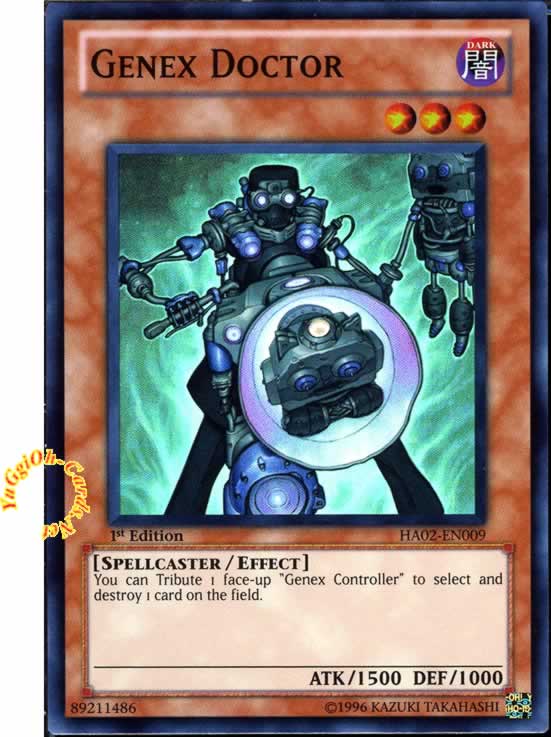 GENEX DOCTOR
DARK
闇
1st Edition
HA02-EN009
[SPELLCASTER / EFFECT]
You can Tribute 1 face-up "Genex Controller" to select and
destroy 1 card on the field.
ATK/1500 DEF/1000
89211486
©1996 KAZUKI TAKAHASHI
YuGgiOh-Cards.Net